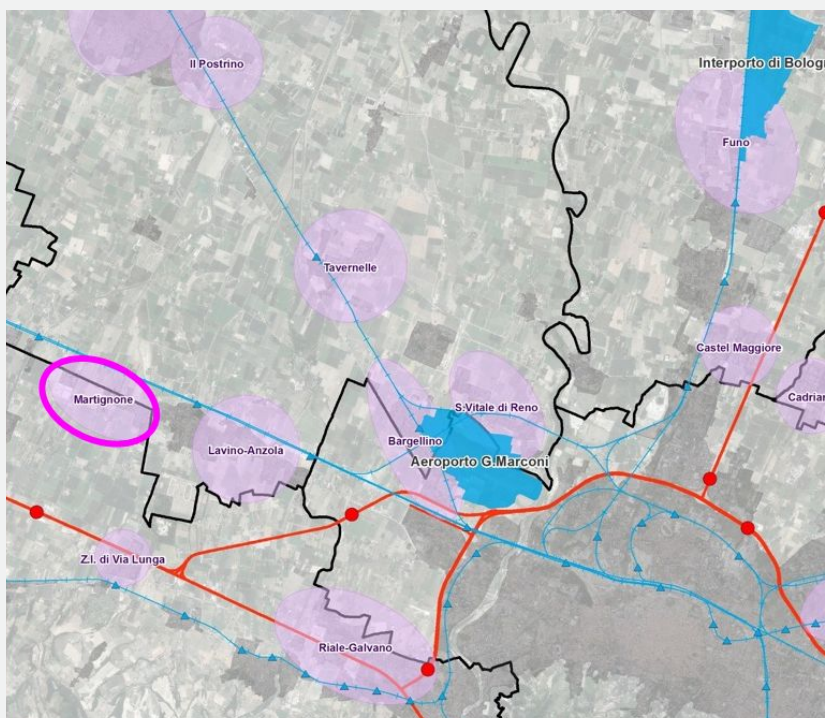 Il Postrino
Interporto di Bologn
Funo
Tavernelle
Castel Maggiore
Martignone
Cadrian
S.Vitale di Reno
Bargellino
Lavino-Anzola
Aeroporto G.Marconi
Z.I. di Via Lunga
Riale-Galvano